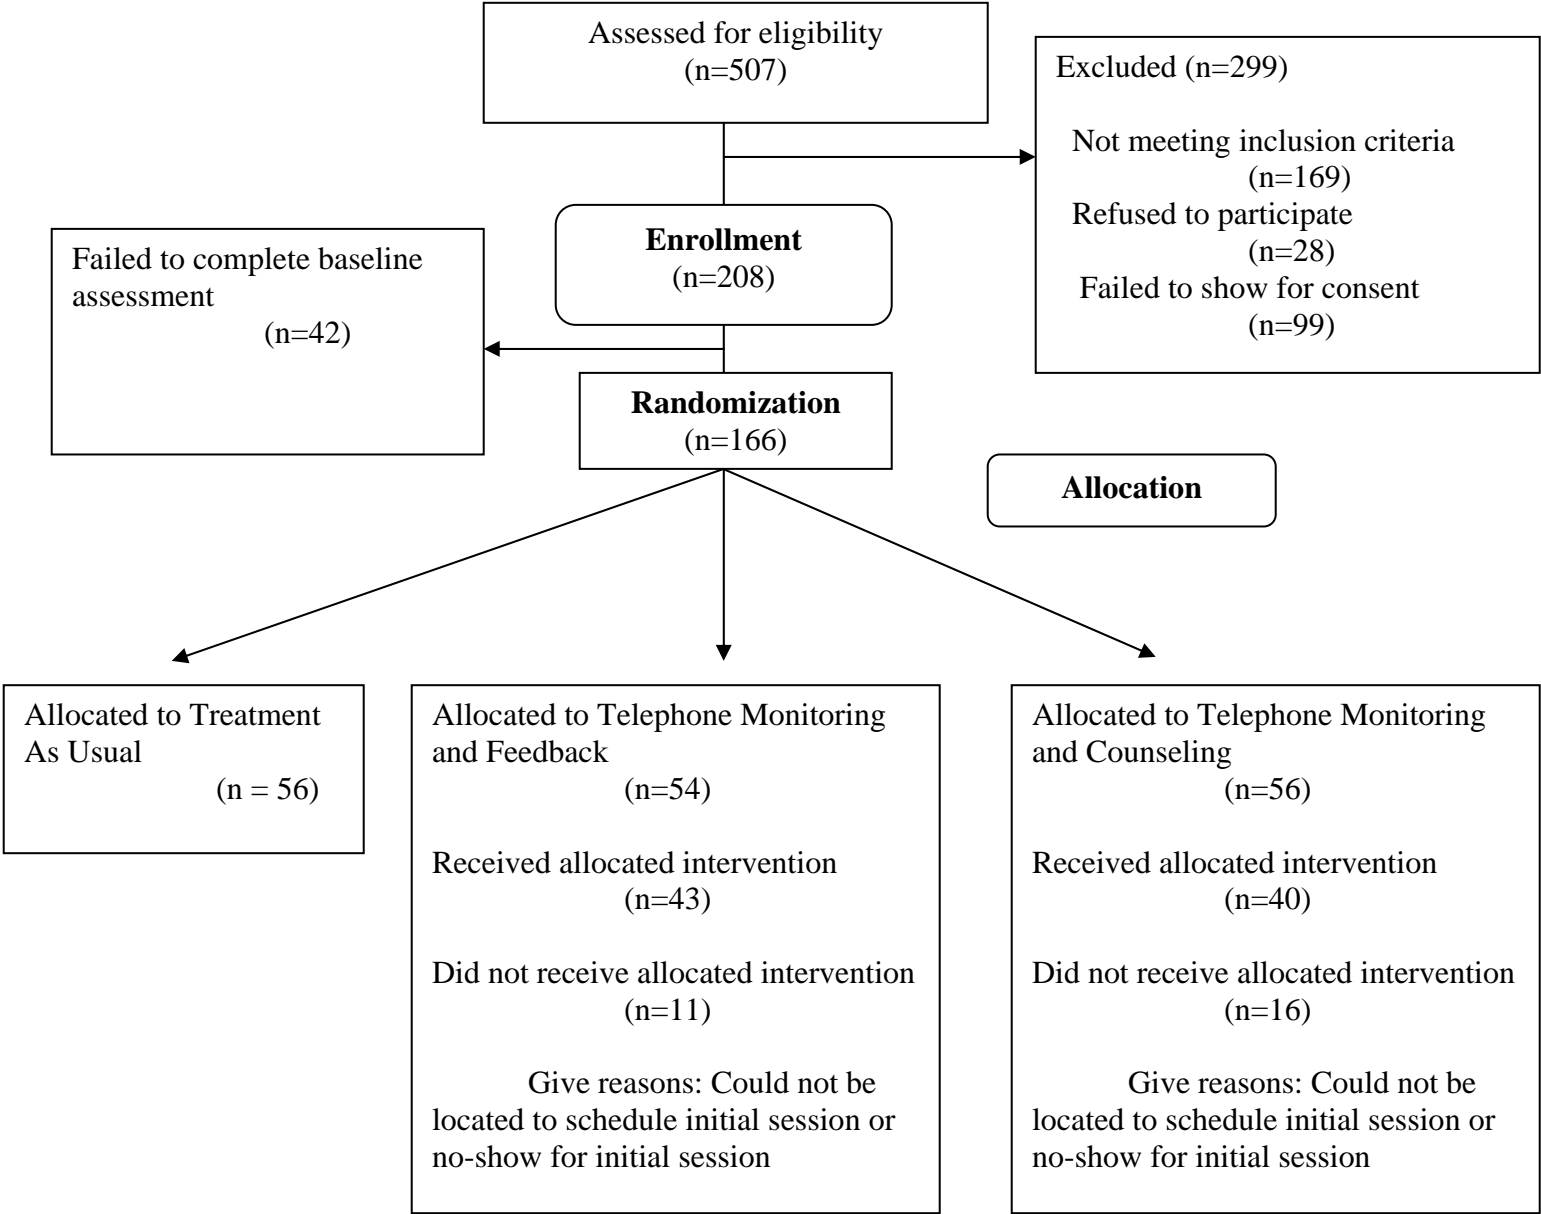 Assessed for eligibility
(n=507)
Excluded (n=299)
Not meeting inclusion criteria
(n=169)
Refused to participate
(n=28)
Failed to show for consent
(n=99)
Enrollment
(n=208)
Failed to complete baseline
assessment
(n=42)
Randomization
(n=166)
Allocation
Allocated to Treatment
As Usual
(n = 56)
Allocated to Telephone Monitoring
and Feedback
(n=54)
Received allocated intervention
(n=43)
Did not receive allocated intervention
(n=11)
Give reasons: Could not be
located to schedule initial session or
no-show for initial session
Allocated to Telephone Monitoring
and Counseling
(n=56)
Received allocated intervention
(n=40)
Did not receive allocated intervention
(n=16)
Give reasons: Could not be
located to schedule initial session or
no-show for initial session